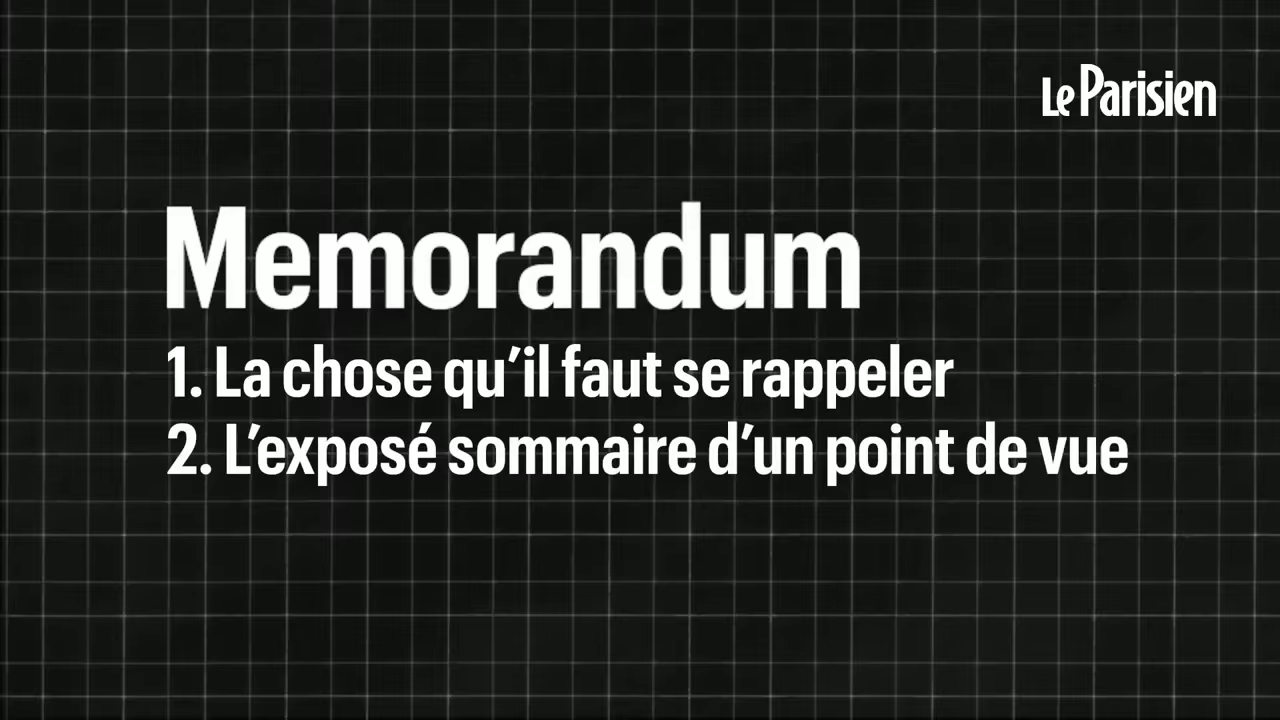 Le Parisien
Memorandum
1. La chose qu’il faut se rappeler
2. L’exposé sommaire d’un point de vue